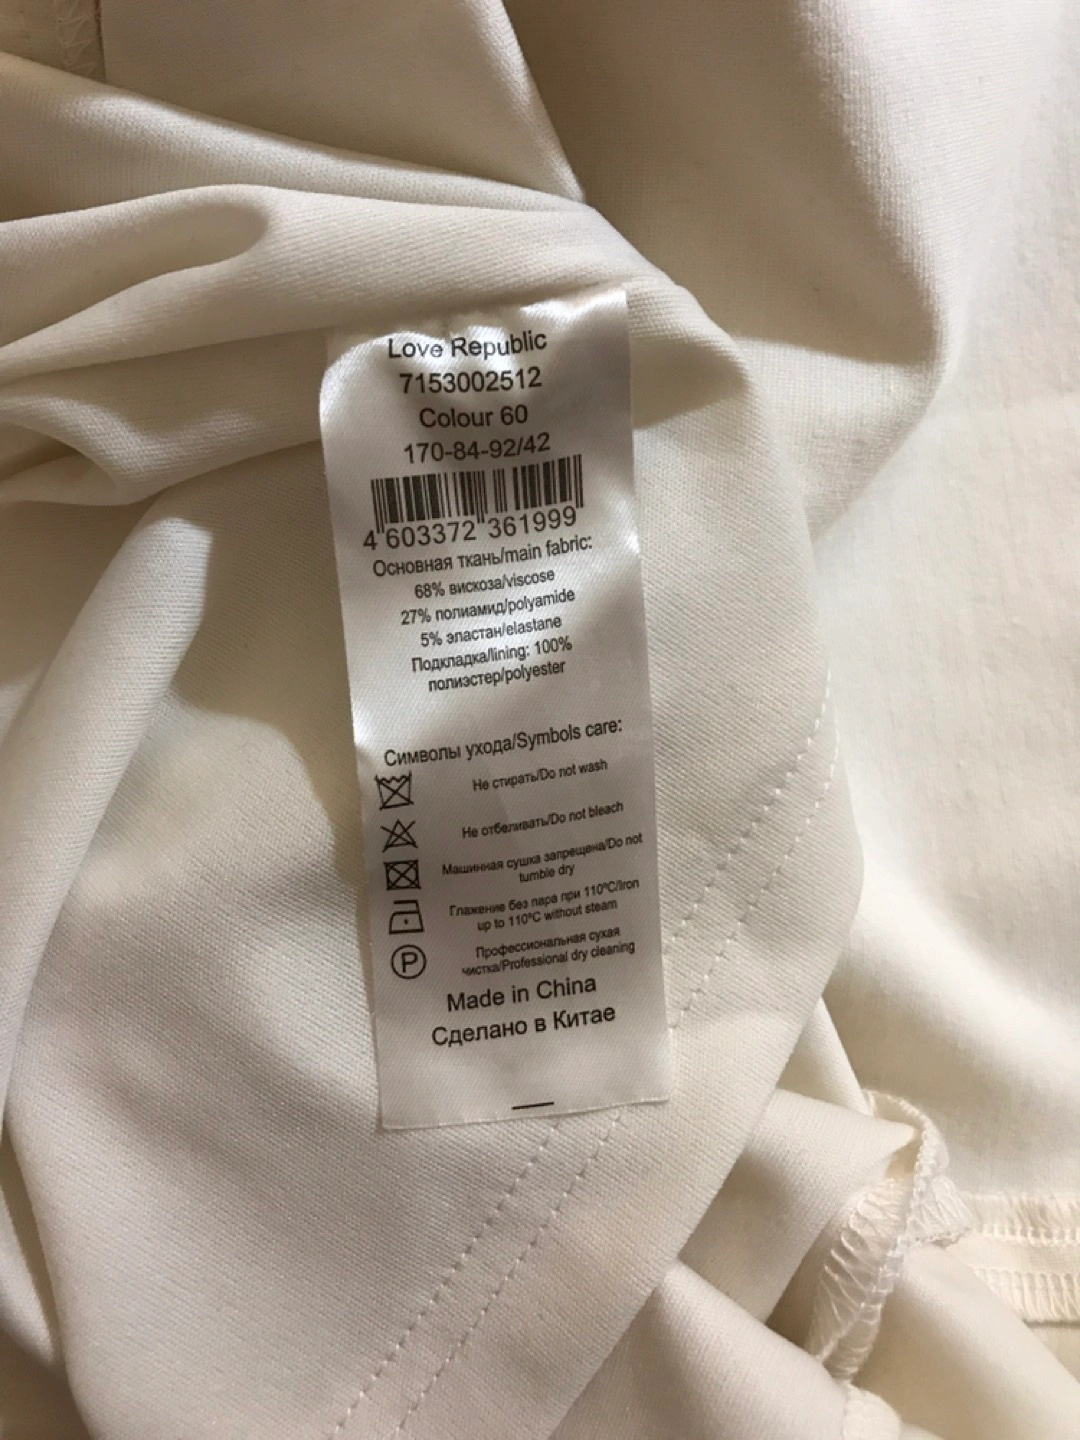 Love Republic
7153002512
Colour 60
170-84-92/42
4 603372 361999
Основная ткань/main fabric:
68% вискоза/viscose
27% полиамид/polyamide
5% эластан/elastane
Подкладка/lining: 100%
полиэстер/polyester
Символы ухода/Symbols care:
Не стирать/Do not wash
Не отбеливать/Do not bleach
Машинная сушка запрещена/Do not
tumble dry
Глажение без пара при 110°C/Iron
up to 110°C without steam
P
Профессиональная сухая
чистка/Professional dry cleaning
Made in China
Сделано в Китае